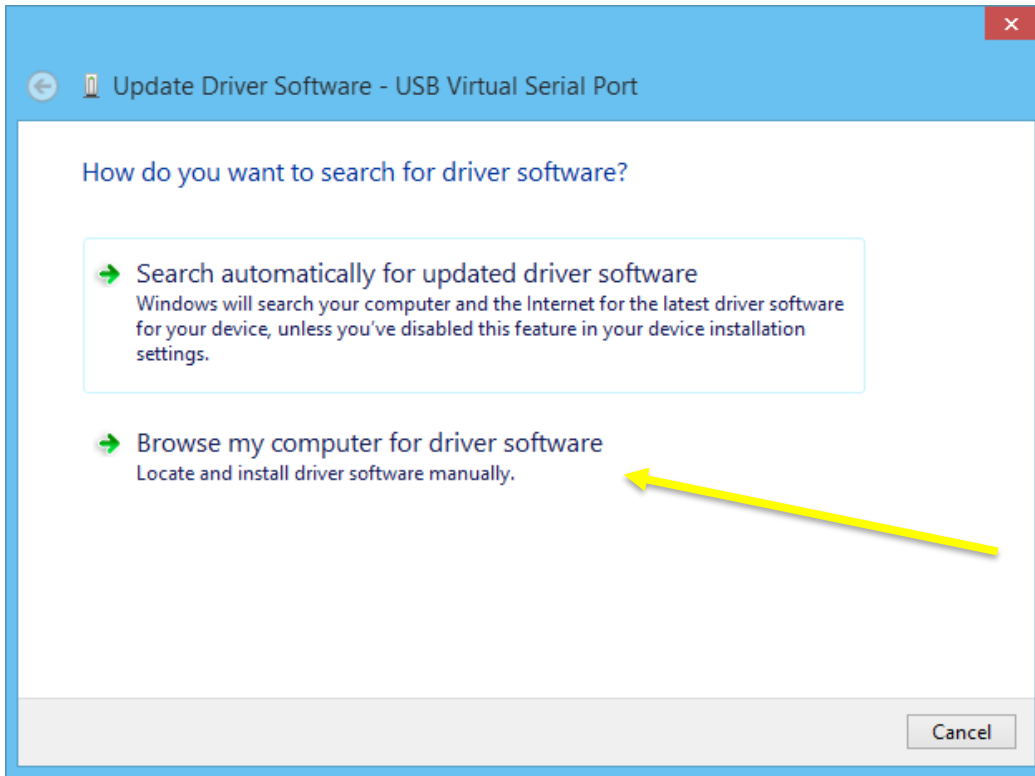 Update Driver Software - USB Virtual Serial Port
How do you want to search for driver software?
Search automatically for updated driver software
Windows will search your computer and the Internet for the latest driver software
for your device, unless you've disabled this feature in your device installation
settings.
Browse my computer for driver software
Locate and install driver software manually.
Cancel